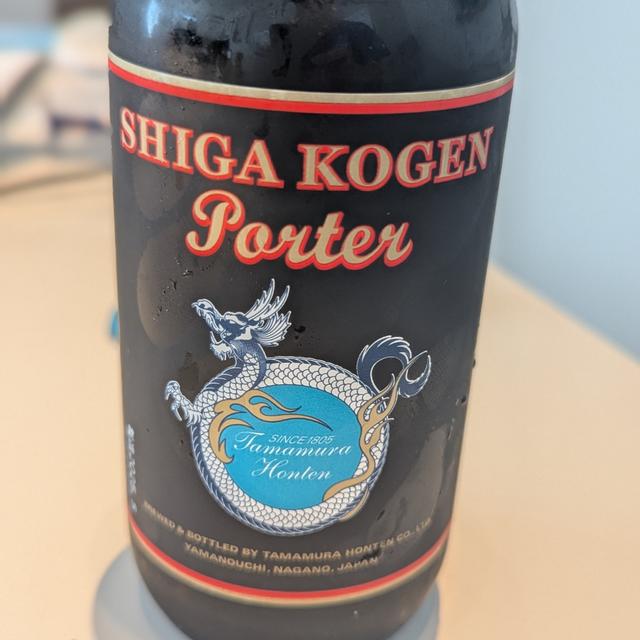 SHIGA KOGEN
Porter
SINCE 1805
Tamamura
Honten
BREWED & BOTTLED BY TAMAMURA HONTEN CO., LTD.
YAMANOUCHI, NAGANO, JAPAN